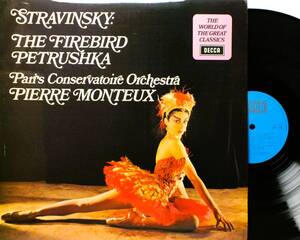 STRAVINSKY:
THE FIREBIRD
PETRUSHKA
Paris Conservatoire Orchestra
PIERRE MONTEUX
THE WORLD OF
THE GREAT
CLASSICS
DECCA